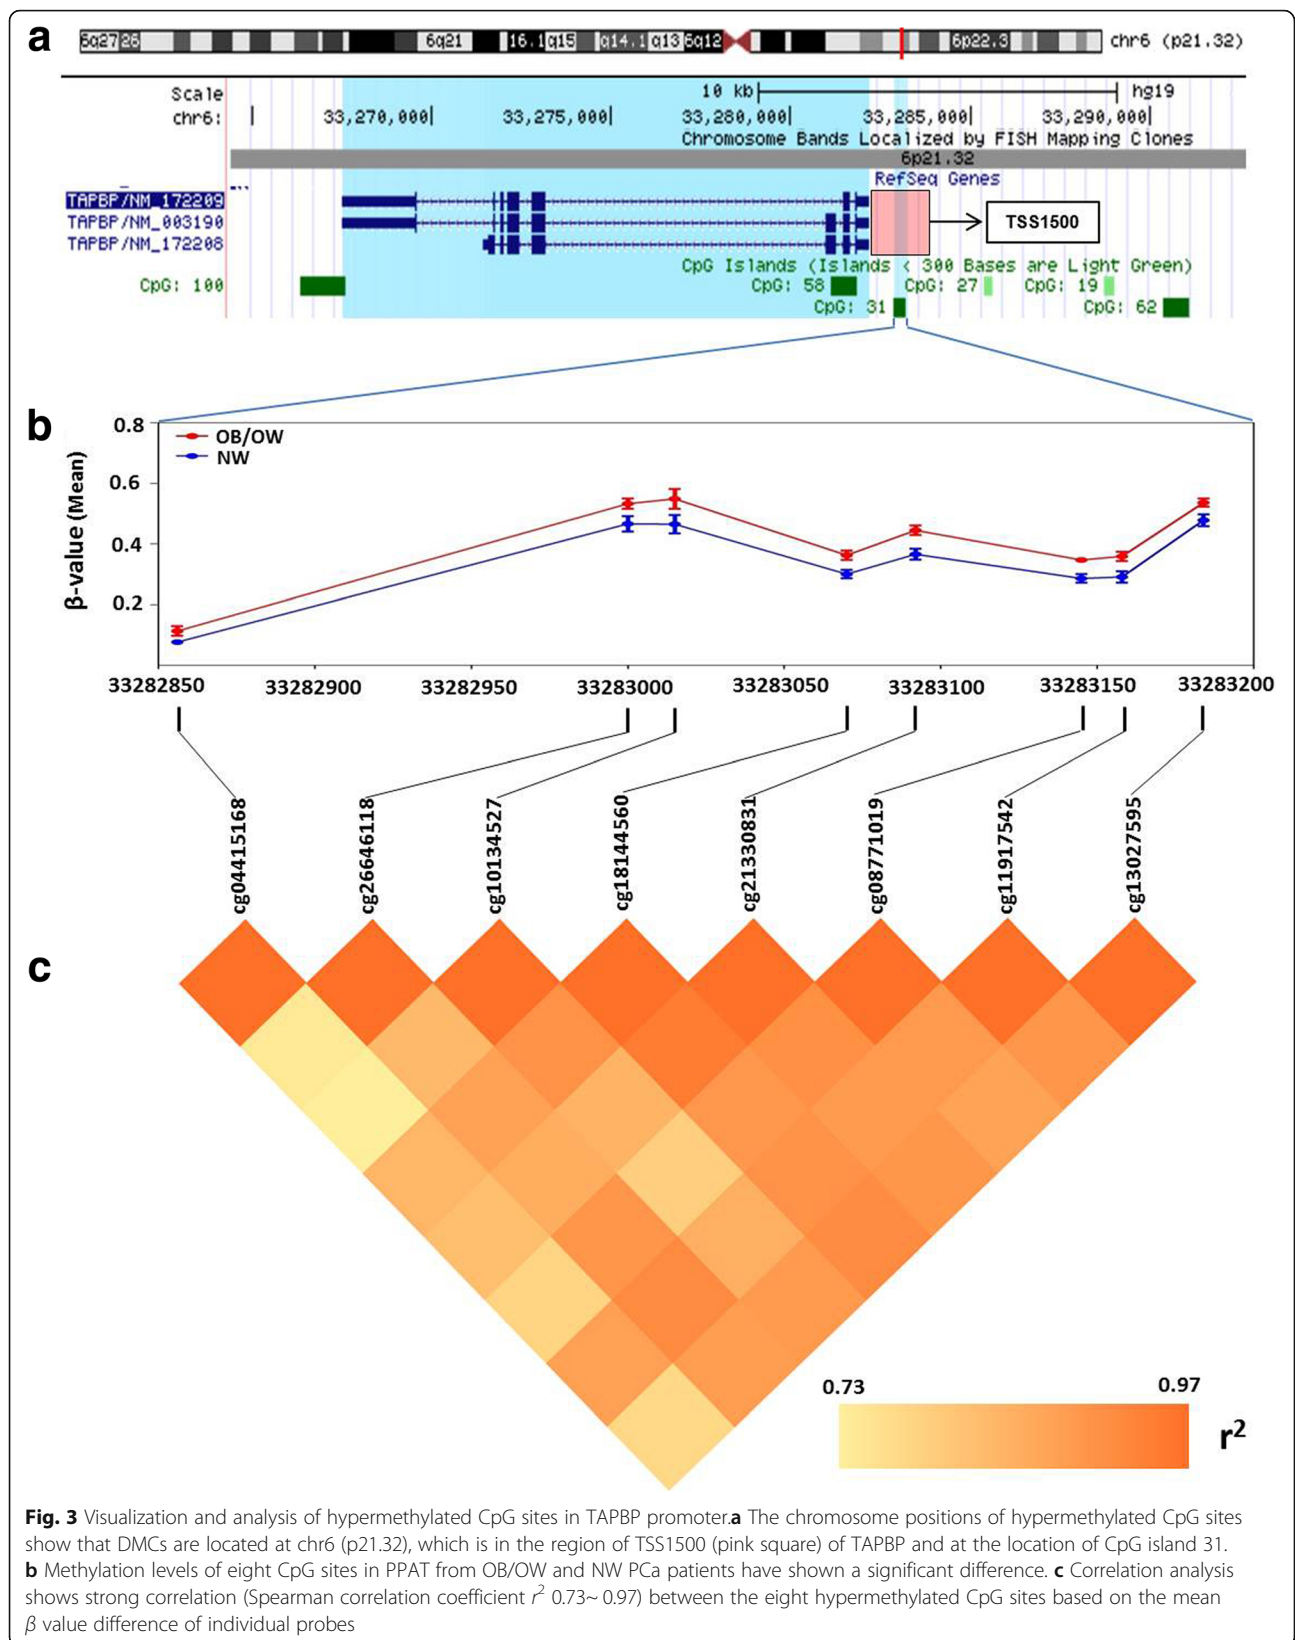 a
6q27 26 6q21 16.1 q15 q14.1 q13 6q12 6p22.3 chr6 (p21.32)
Scale 10 kb hg19
chr6: 33,270,000 33,275,000 33,280,000 33,285,000 33,290,000
Chromosome Bands Localized by FISH Mapping Clones
6p21.32
RefSeq Genes
TAPBP/NM_172209
TAPBP/NM_003190
TSS1500
TAPBP/NM_172208
CpG Islands (Islands < 300 Bases are Light Green)
CpG: 100 CpG: 58 CpG: 27 CpG: 19
CpG: 31 CpG: 62
b
β-value (Mean)
0.8
0.6
0.4
0.2
OB/OW
NW
33282850 33282900 33282950 33283000 33283050 33283100 33283150 33283200
cg04415168 cg26646118 cg10134527 cg18144560 cg21330831 cg08771019 cg11917542 cg13027595
c
0.73 0.97
r²
Fig. 3 Visualization and analysis of hypermethylated CpG sites in TAPBP promoter.a The chromosome positions of hypermethylated CpG sites
show that DMCs are located at chr6 (p21.32), which is in the region of TSS1500 (pink square) of TAPBP and at the location of CpG island 31.
b Methylation levels of eight CpG sites in PPAT from OB/OW and NW PCa patients have shown a significant difference. c Correlation analysis
shows strong correlation (Spearman correlation coefficient r² 0.73~ 0.97) between the eight hypermethylated CpG sites based on the mean
β value difference of individual probes